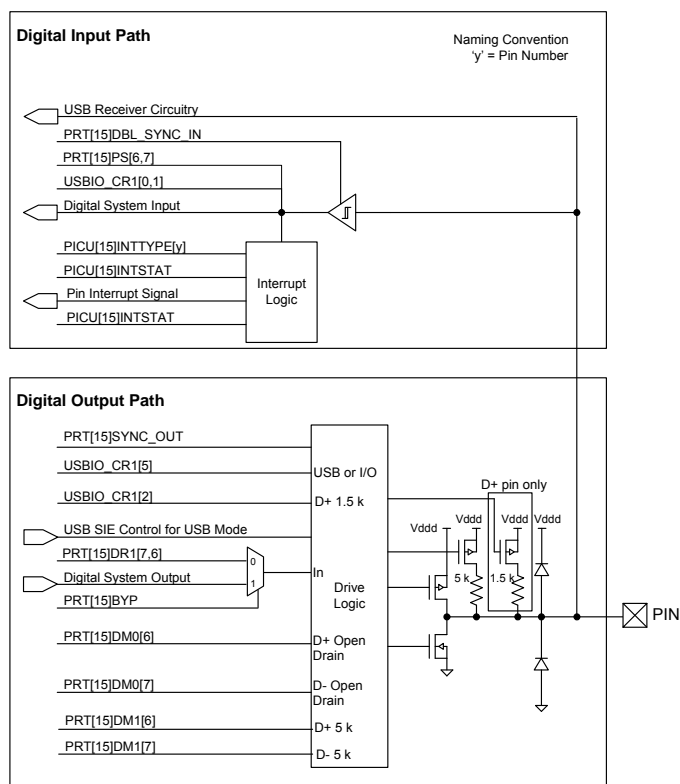 Digital Input Path
Naming Convention
'y' = Pin Number
USB Receiver Circuitry
PRT[15]DBL_SYNC_IN
PRT[15]PS[6,7]
USBIO_CR1[0,1]
Digital System Input
PICU[15]INTTYPE[y]
PICU[15]INTSTAT
Pin Interrupt Signal
PICU[15]INTSTAT
Interrupt
Logic
Digital Output Path
PRT[15]SYNC_OUT
USBIO_CR1[5]
USB or I/O
USBIO_CR1[2]
D+ 1.5 k
D+ pin only
USB SIE Control for USB Mode
Vddd
Vddd
Vddd
Vddd
PRT[15]DR1[7,6]
0
In
Digital System Output
1
PRT[15]BYP
Drive
Logic
5 k
1.5 k
PIN
PRT[15]DM0[6]
D+ Open
Drain
PRT[15]DM0[7]
D- Open
Drain
PRT[15]DM1[6]
D+ 5 k
PRT[15]DM1[7]
D- 5 k